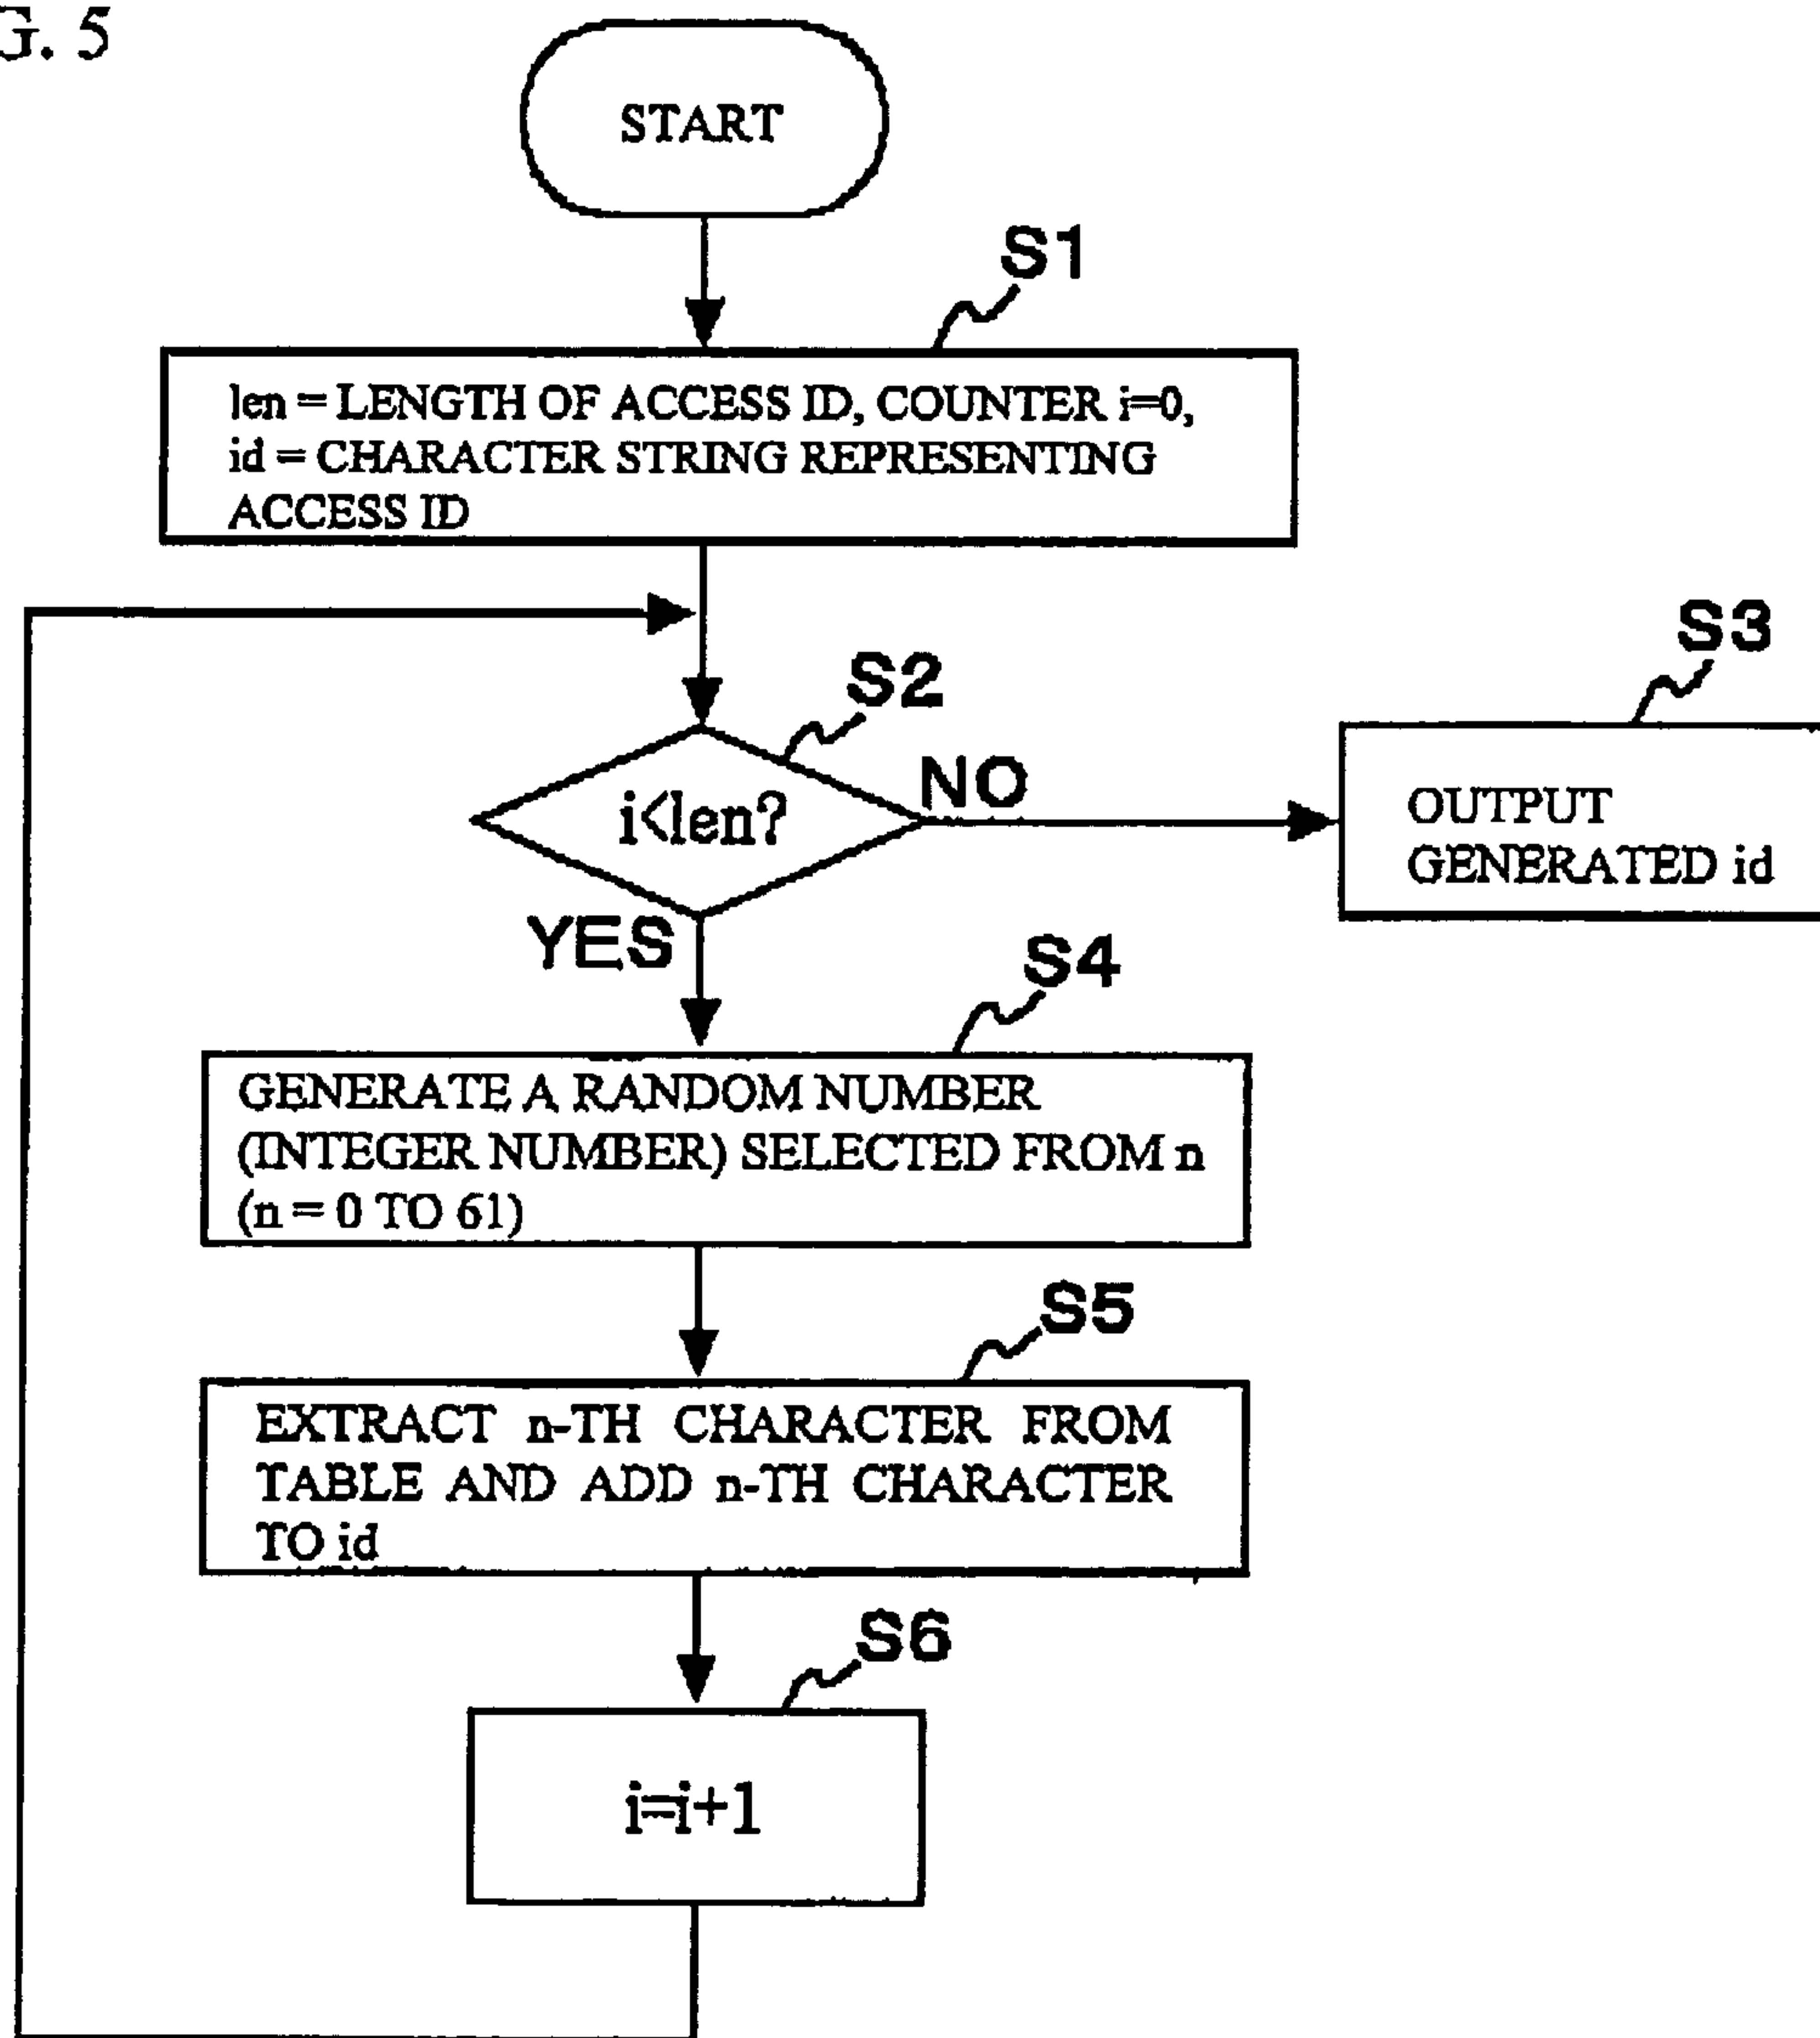 G. 5
START
S1
len = LENGTH OF ACCESS ID, COUNTER i=0,
id = CHARACTER STRING REPRESENTING
ACCESS ID
S2
i<len?
NO
S3
OUTPUT
GENERATED id
YES
S4
GENERATE A RANDOM NUMBER
(INTEGER NUMBER) SELECTED FROM n
(n = 0 TO 61)
S5
EXTRACT n-TH CHARACTER FROM
TABLE AND ADD n-TH CHARACTER
TO id
S6
i=i+1